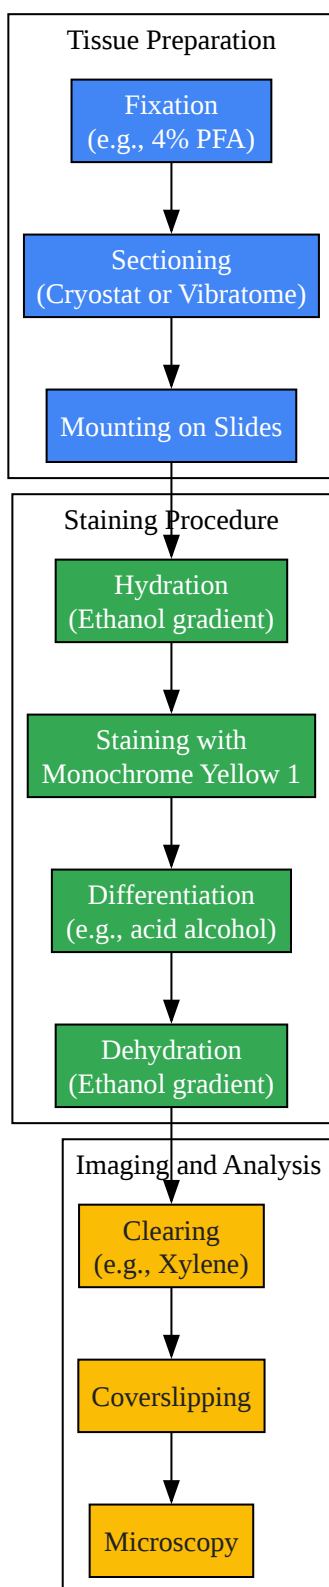 Tissue Preparation
Fixation
(e.g., 4% PFA)
Sectioning
(Cryostat or Vibratome)
Mounting on Slides
Staining Procedure
Hydration
(Ethanol gradient)
Staining with
Monochrome Yellow 1
Differentiation
(e.g., acid alcohol)
Dehydration
(Ethanol gradient)
Imaging and Analysis
Clearing
(e.g., Xylene)
Coverslipping
Microscopy